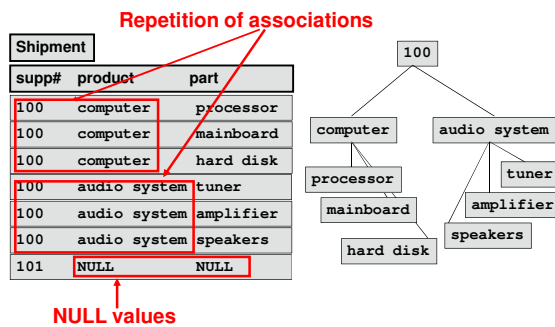 Repetition of associations
Shipment
supp# product part
100 computer processor
100 computer mainboard
100 computer hard disk
100 audio system tuner
100 audio system amplifier
100 audio system speakers
101 NULL NULL
NULL values
100
computer audio system
processor
mainboard
hard disk
tuner
amplifier
speakers